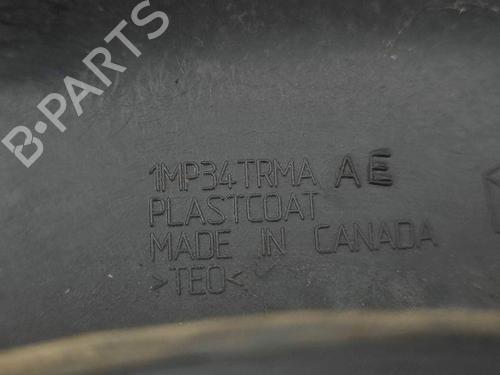 B-PARTS
1MP34TRMA AE
PLASTCOAT
MADE IN CANADA
>TEO<